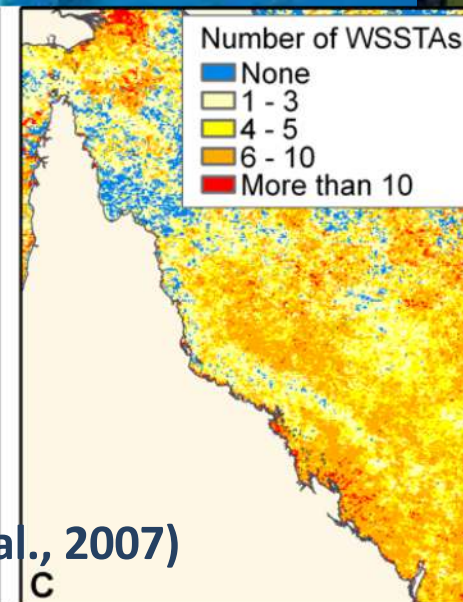 Number of WSSTAs
None
1 - 3
4 - 5
6 - 10
More than 10
al., 2007)
C